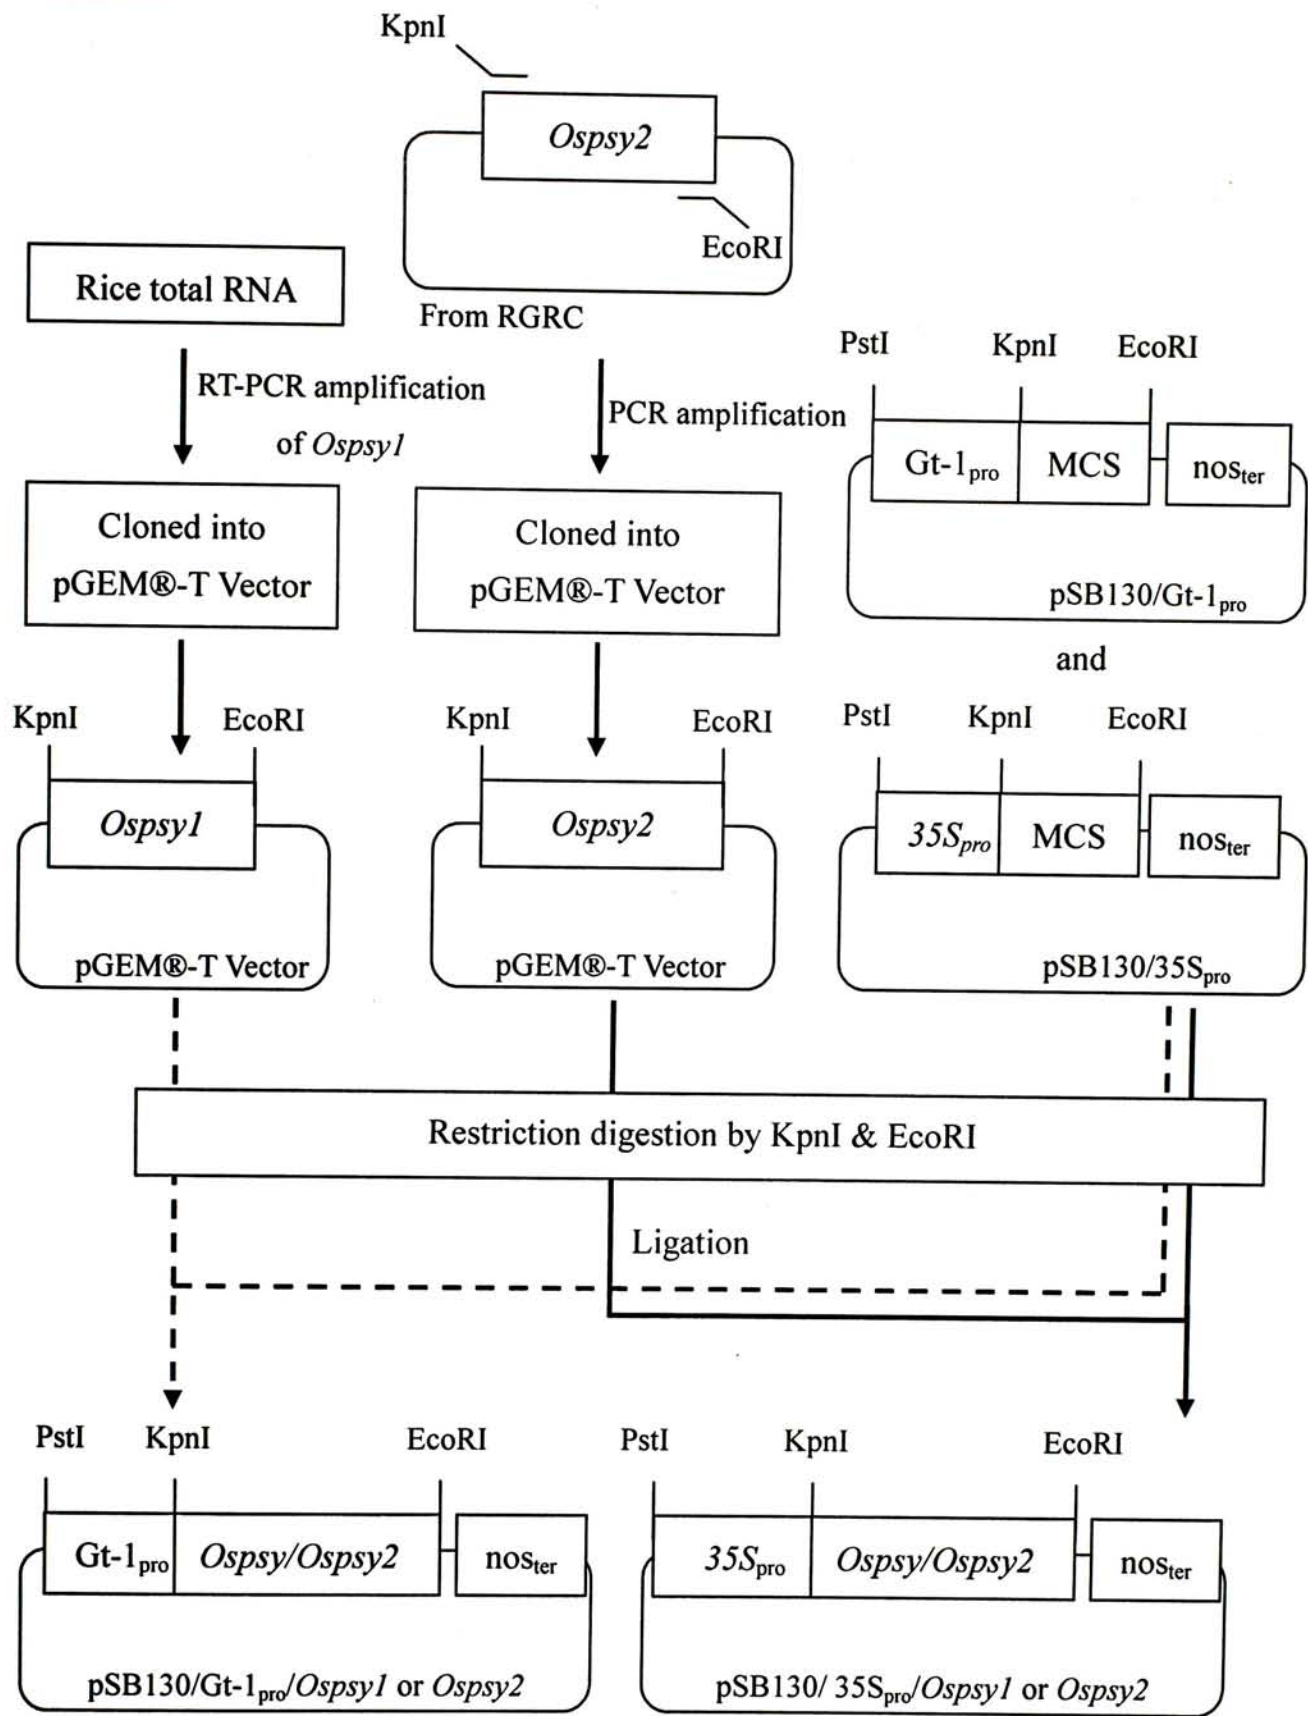 KpnI
Ospsy2
EcoRI
From RGRC
Rice total RNA
RT-PCR amplification
of Ospsy1
PCR amplification
PstI KpnI EcoRI
Gt-1pro MCS noster
pSB130/Gt-1pro
and
Cloned into
pGEM®-T Vector
Cloned into
pGEM®-T Vector
KpnI EcoRI
Ospsy1
pGEM®-T Vector
KpnI EcoRI
Ospsy2
pGEM®-T Vector
PstI KpnI EcoRI
35Spro MCS noster
pSB130/35Spro
Restriction digestion by KpnI & EcoRI
Ligation
PstI KpnI EcoRI
Gt-1pro Ospsy/Ospsy2 noster
pSB130/Gt-1pro/Ospsy1 or Ospsy2
PstI KpnI EcoRI
35Spro Ospsy/Ospsy2 noster
pSB130/ 35Spro/Ospsy1 or Ospsy2